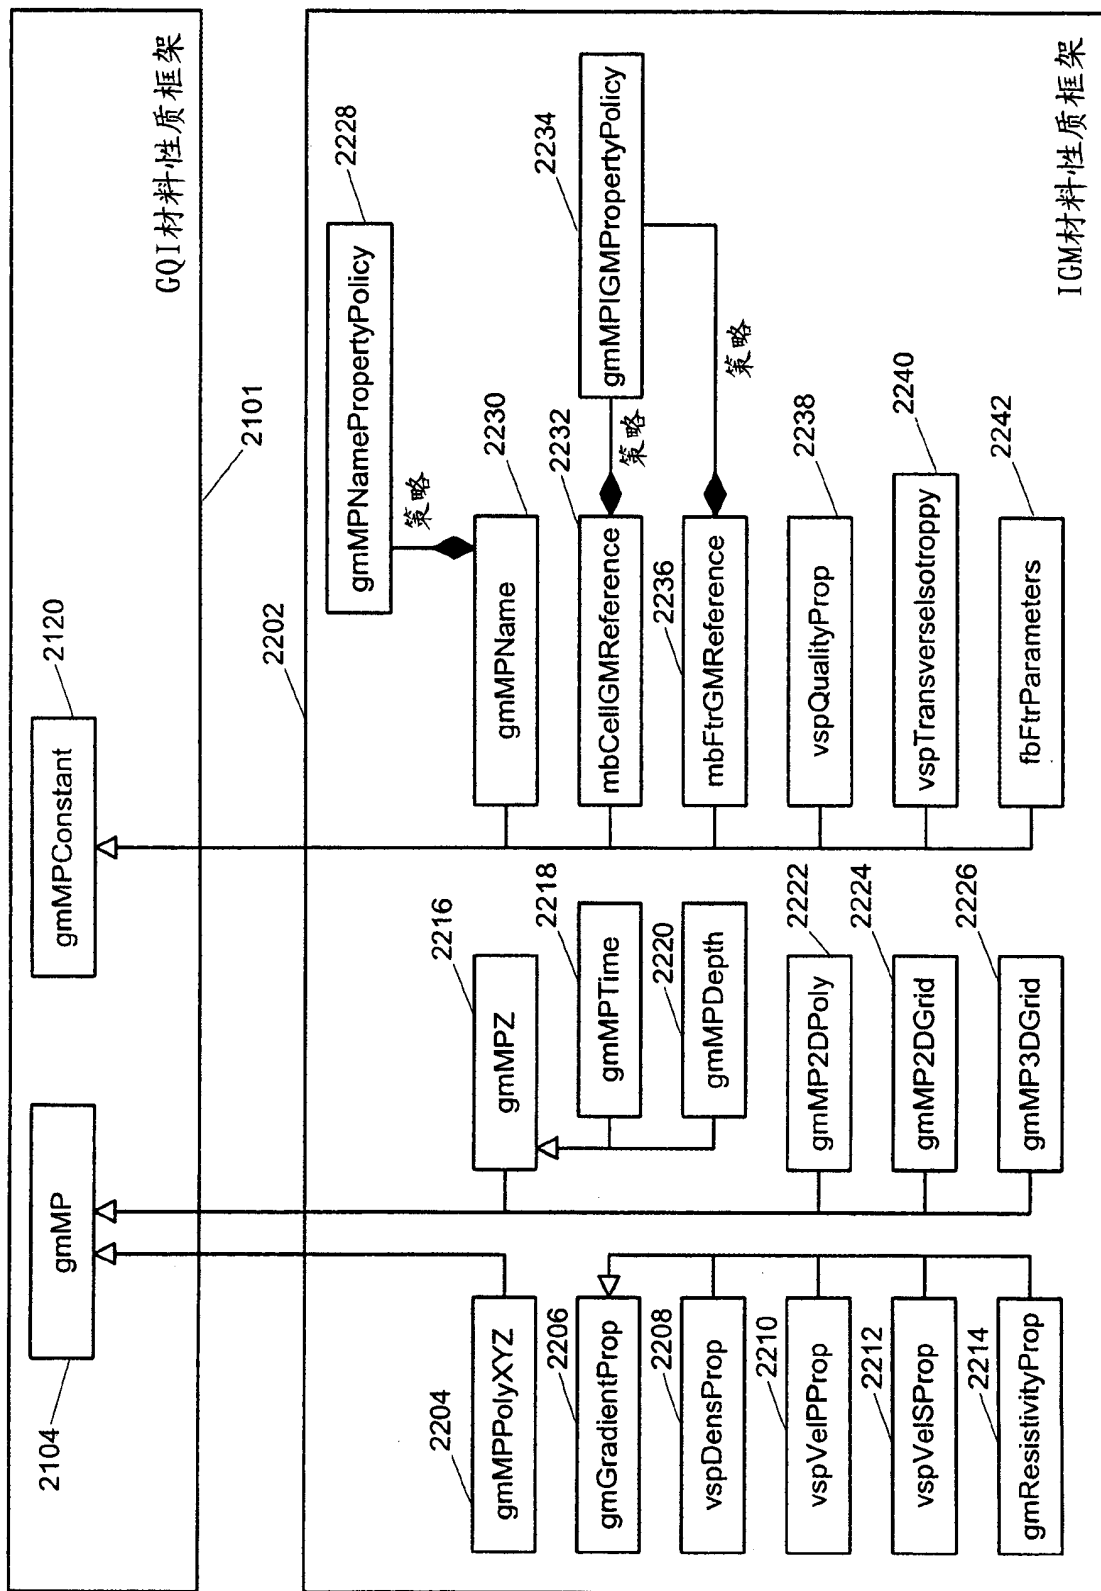 GQI材料性质框架
2101
gmMP
2104
gmMPConstant
2120
2202
IGM材料性质框架
gmMPPolyXYZ
2204
gmGradientProp
2206
vspDensProp
2208
vspVelPProp
2210
vspVelSProp
2212
gmResistivityProp
2214
gmMPZ
2216
gmMPTime
2218
gmMPDepth
2220
gmMP2DPoly
2222
gmMP2DGrid
2224
gmMP3DGrid
2226
gmMPNamePropertyPolicy
2228
策略
gmMPName
2230
mbCellGMReference
2232
策略
gmMPIGMPropertyPolicy
2234
策略
mbFtrGMReference
2236
vspQualityProp
2238
vspTransverseIsotroppy
2240
fbFtrParameters
2242